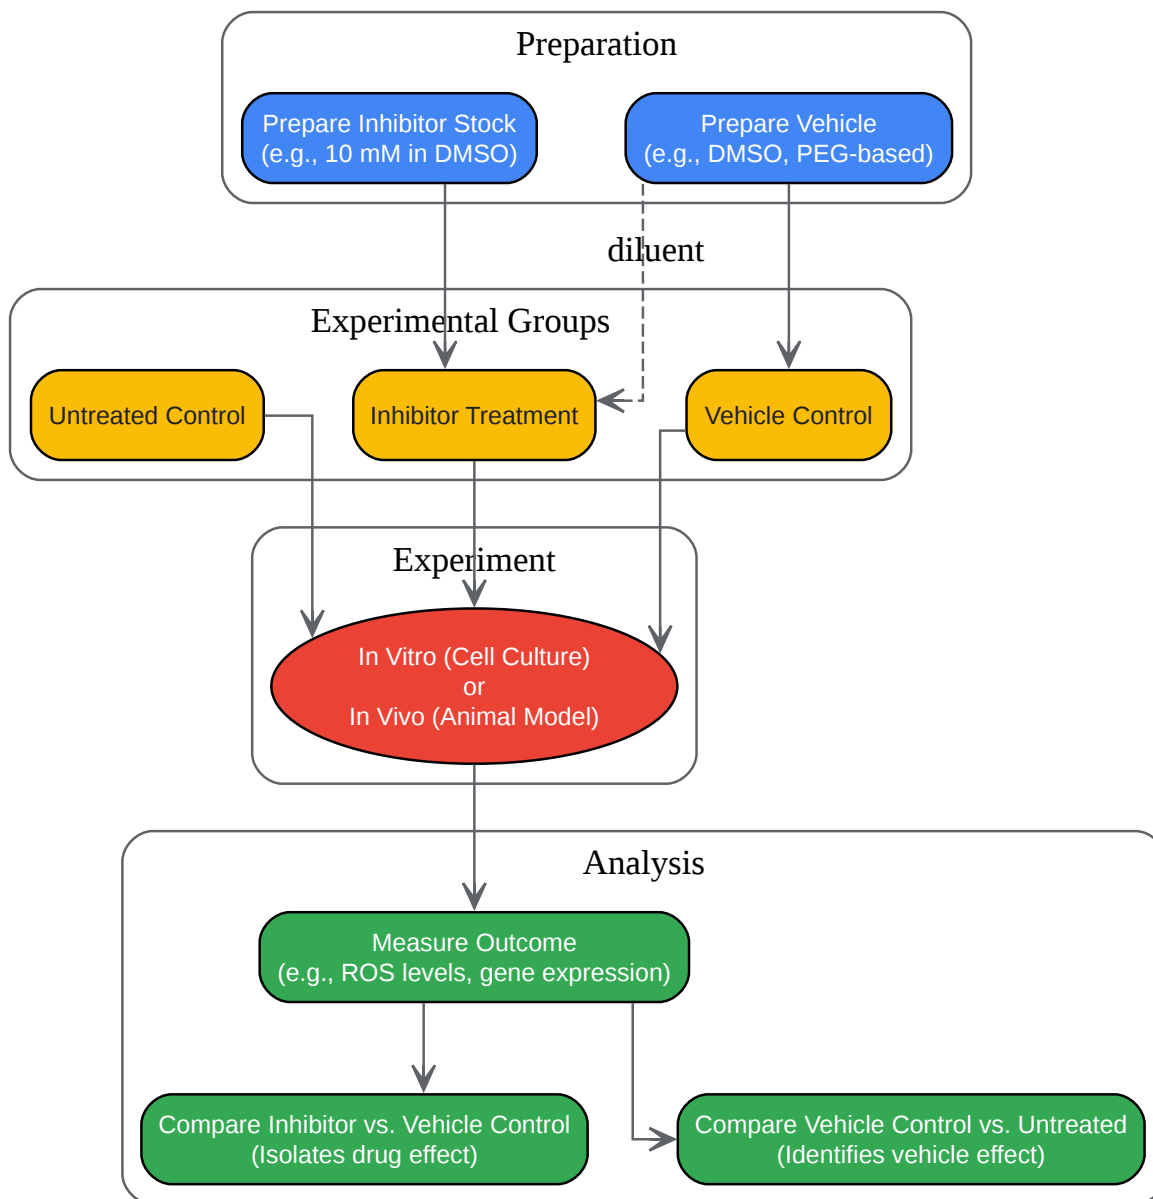 Preparation
Prepare Inhibitor Stock
(e.g., 10 mM in DMSO)
Prepare Vehicle
(e.g., DMSO, PEG-based)
diluent
Experimental Groups
Untreated Control
Inhibitor Treatment
Vehicle Control
Experiment
In Vitro (Cell Culture)
or
In Vivo (Animal Model)
Analysis
Measure Outcome
(e.g., ROS levels, gene expression)
Compare Inhibitor vs. Vehicle Control
(Isolates drug effect)
Compare Vehicle Control vs. Untreated
(Identifies vehicle effect)